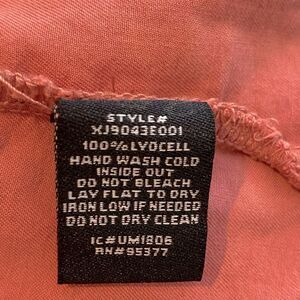 STYLE#
XJ9043E001
100% LYOCELL
HAND WASH COLD
INSIDE OUT
DO NOT BLEACH
LAY FLAT TO DRY
IRON LOW IF NEEDED
DO NOT DRY CLEAN
IC#UM1806
RN#95377